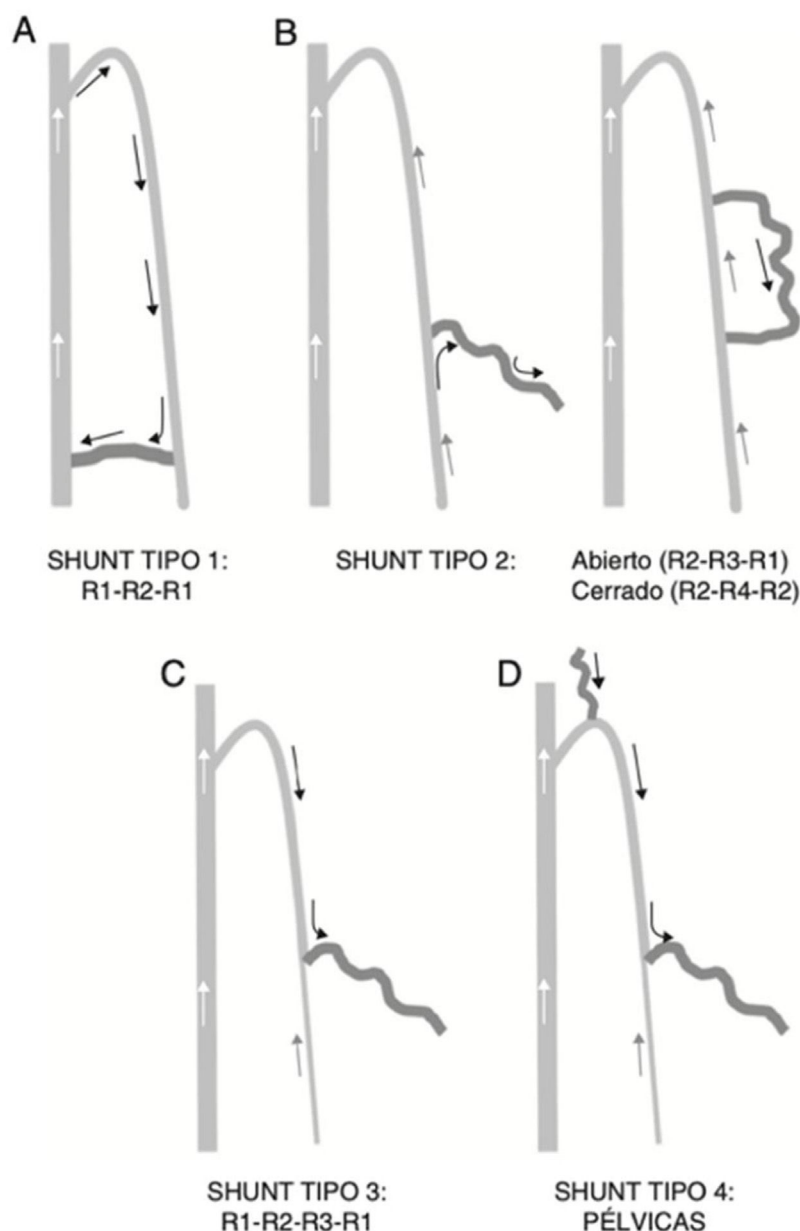 A
B
SHUNT TIPO 1:
R1-R2-R1
SHUNT TIPO 2:
Abierto (R2-R3-R1)
Cerrado (R2-R4-R2)
C
D
SHUNT TIPO 3:
R1-R2-R3-R1
SHUNT TIPO 4:
PÉLVICAS